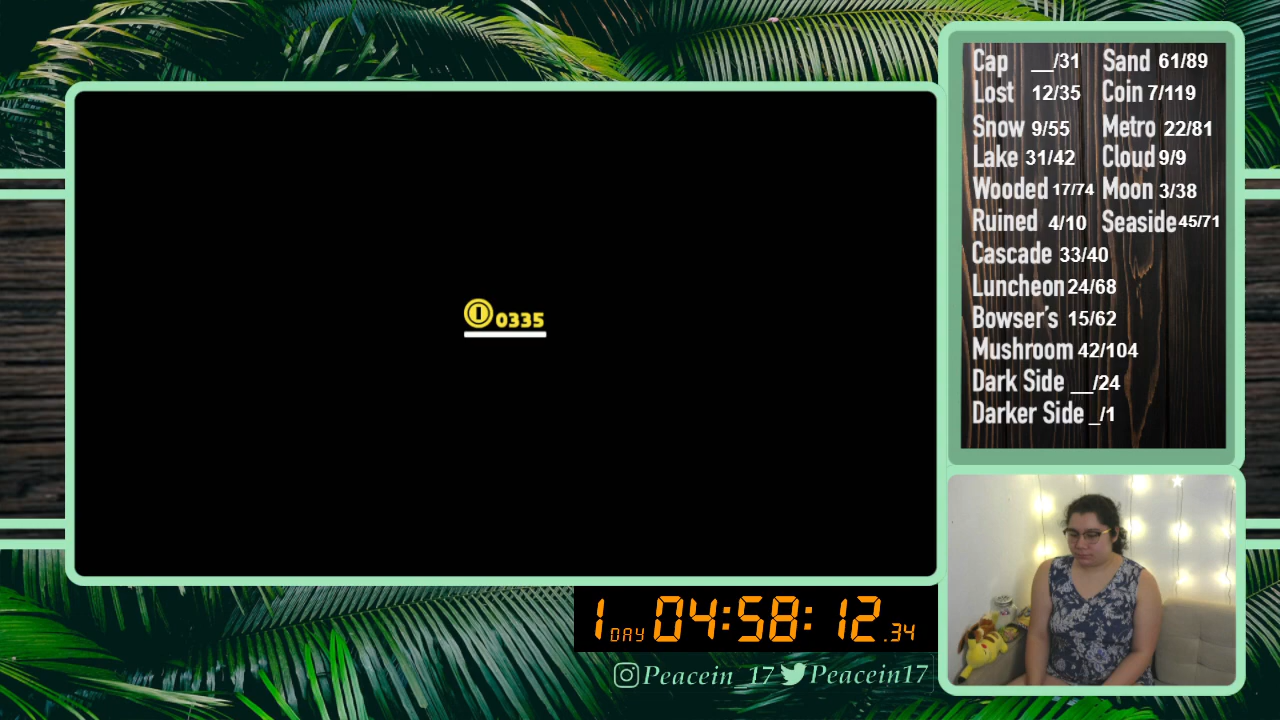 0335
Cap __/31 Sand 61/89
Lost 12/35 Coin 7/119
Snow 9/55 Metro 22/81
Lake 31/42 Cloud 9/9
Wooded 17/74 Moon 3/38
Ruined 4/10 Seaside 45/71
Cascade 33/40
Luncheon 24/68
Bowser's 15/62
Mushroom 42/104
Dark Side __/24
Darker Side _/1
1 DAY 04:58:12.34
Peacein_17 Peacein17